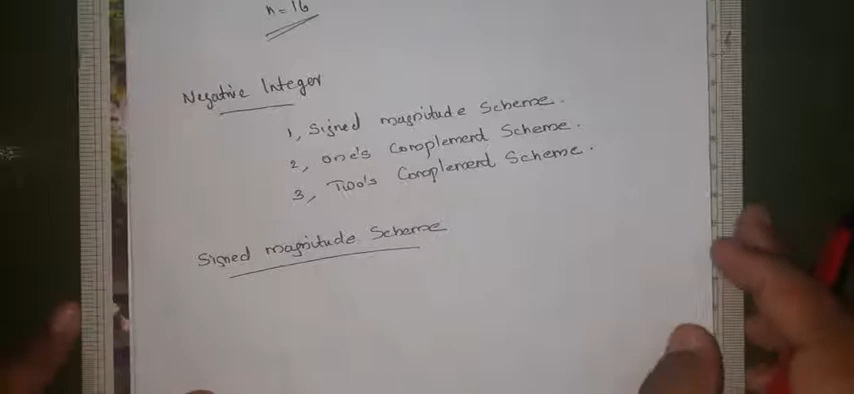 n = 16
Negative Integer
1, Signed magnitude Scheme.
2, one's Complement Scheme.
3, Two's Complement Scheme.
Signed magnitude Scheme